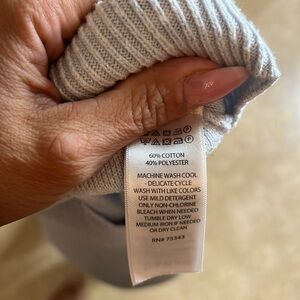 60% COTTON
40% POLYESTER
MACHINE WASH COOL
- DELICATE CYCLE
WASH WITH LIKE COLORS
USE MILD DETERGENT
ONLY NON-CHLORINE
BLEACH WHEN NEEDED
TUMBLE DRY LOW
MEDIUM IRON IF NEEDED
OR DRY CLEAN
RN# 75343